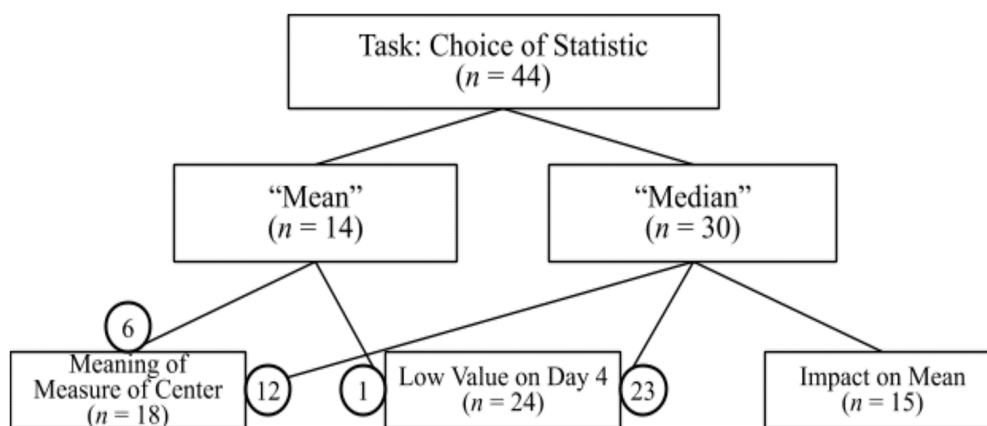 Task: Choice of Statistic
(n = 44)
“Mean”
(n = 14)
“Median”
(n = 30)
6
Meaning of
Measure of Center
(n = 18)
12
1
Low Value on Day 4
(n = 24)
23
Impact on Mean
(n = 15)